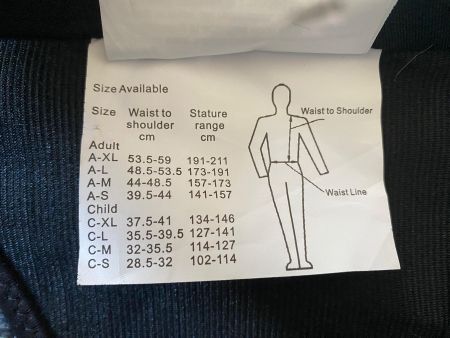 Size Available
Size Waist to shoulder cm Stature range cm
Adult
A-XL 53.5-59 191-211
A-L 48.5-53.5 173-191
A-M 44-48.5 157-173
A-S 39.5-44 141-157
Child
C-XL 37.5-41 134-146
C-L 35.5-39.5 127-141
C-M 32-35.5 114-127
C-S 28.5-32 102-114
Waist to Shoulder
Waist Line